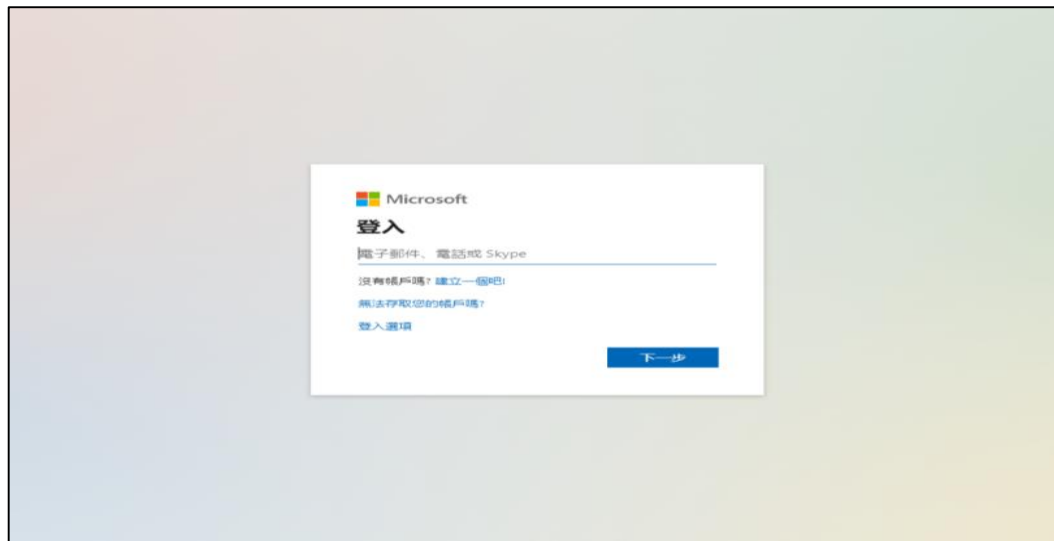 Microsoft
登入
電子郵件、電話或 Skype
沒有帳戶嗎? 建立一個吧!
無法存取您的帳戶嗎?
登入選項
下一步